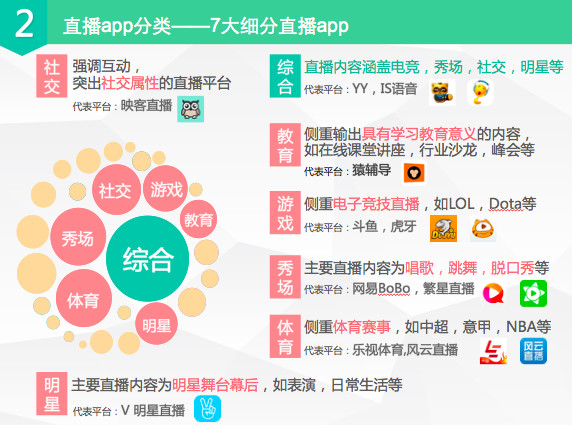 2
直播app分类——7大细分直播app
社交
强调互动，
突出社交属性的直播平台
代表平台：映客直播
综合
直播内容涵盖电竞，秀场，社交，明星等
代表平台：YY，IS语音
教育
侧重输出具有学习教育意义的内容，
如在线课堂讲座，行业沙龙，峰会等
代表平台：猿辅导
游戏
侧重电子竞技直播，如LOL，Dota等
代表平台：斗鱼，虎牙
DOUYU
秀场
主要直播内容为唱歌，跳舞，脱口秀等
代表平台：网易BoBo，繁星直播
体育
侧重体育赛事，如中超，意甲，NBA等
代表平台：乐视体育,风云直播
风云
直播
明星
主要直播内容为明星舞台幕后，如表演，日常生活等
代表平台：V 明星直播
社交
游戏
教育
秀场
综合
体育
明星